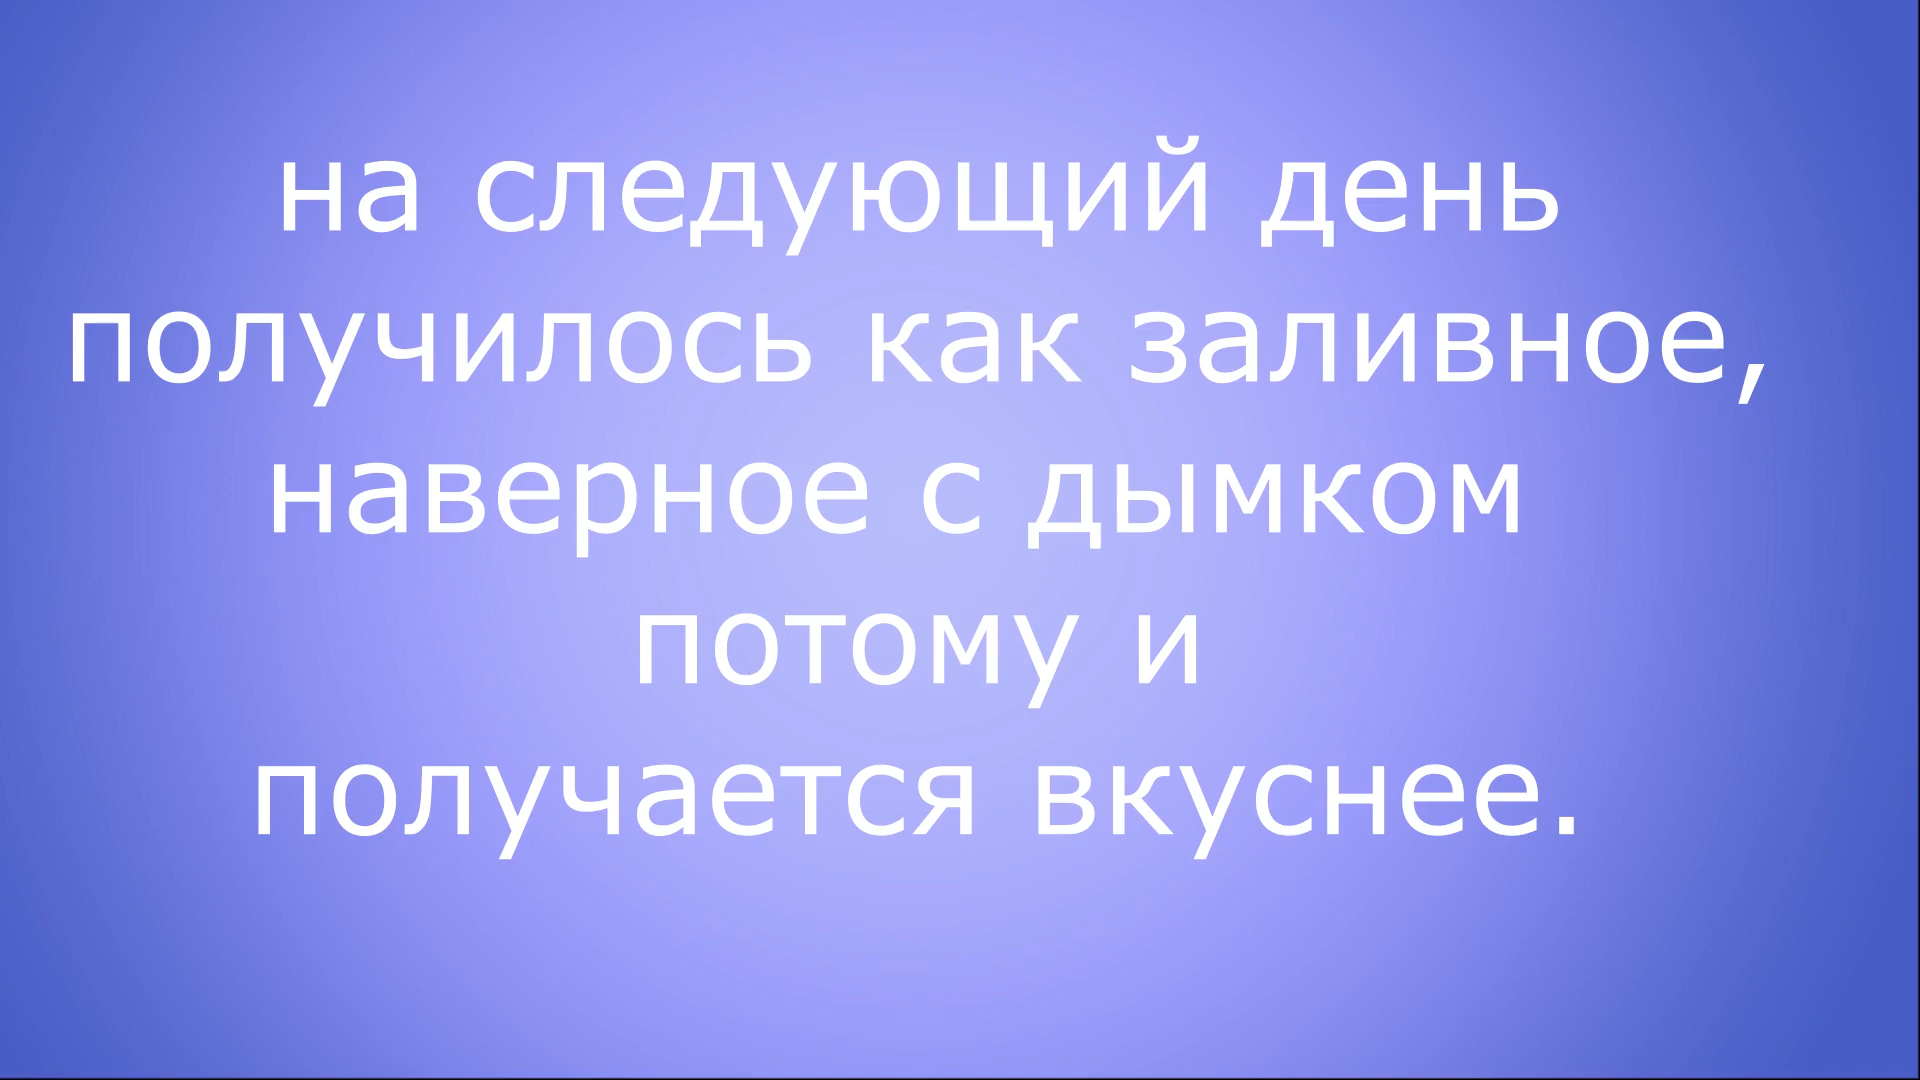 на следующий день
получилось как заливное,
наверное с дымком
потому и
получается вкуснее.